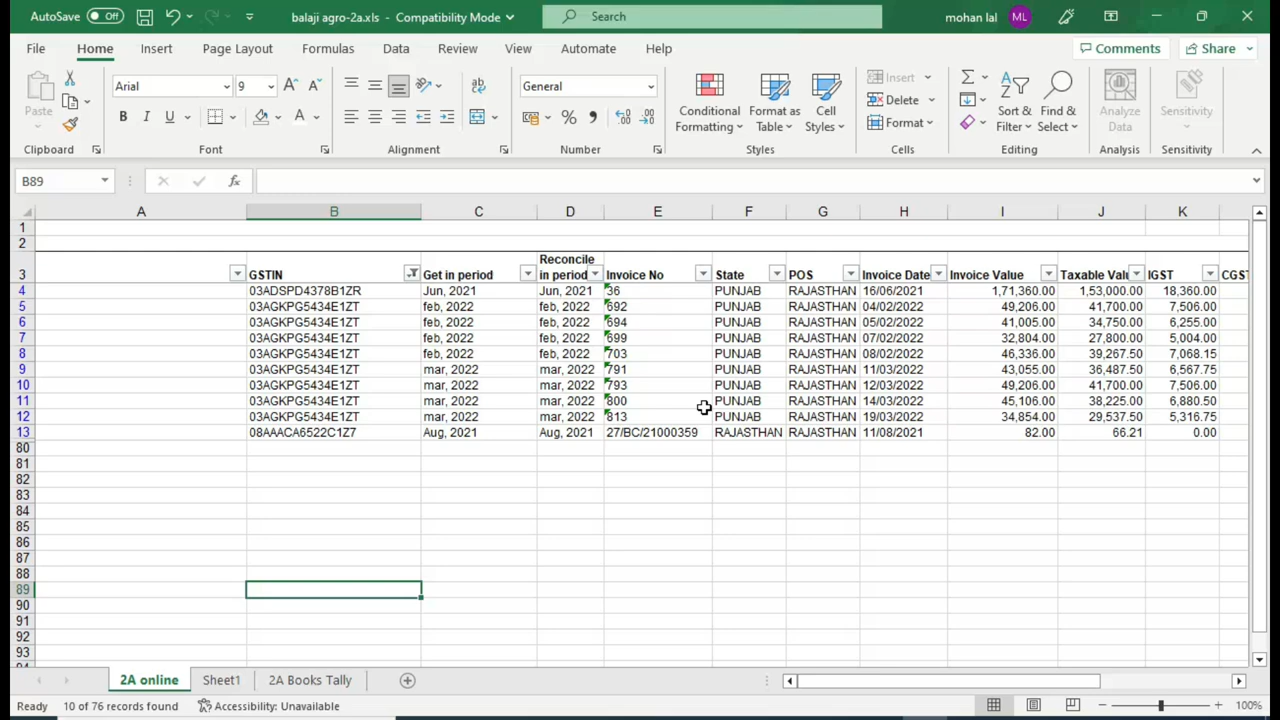 AutoSave Off balaji agro-2a.xls - Compatibility Mode Search mohan lal ML
File Home Insert Page Layout Formulas Data Review View Automate Help Comments Share
Paste
Arial 9
B I U
General
Conditional Formatting
Format as Table
Cell Styles
Insert
Delete
Format
Sort & Filter
Find & Select
Analyze Data
Sensitivity
Clipboard Font Alignment Number Styles Cells Editing Analysis Sensitivity
B89 fx
A B C D E F G H I J K
1
2
3 GSTIN Get in period Reconcile in period Invoice No State POS Invoice Date Invoice Value Taxable Valu IGST CGST
4 03ADSPD4378B1ZR Jun, 2021 Jun, 2021 36 PUNJAB RAJASTHAN 16/06/2021 1,71,360.00 1,53,000.00 18,360.00
5 03AGKPG5434E1ZT feb, 2022 feb, 2022 692 PUNJAB RAJASTHAN 04/02/2022 49,206.00 41,700.00 7,506.00
6 03AGKPG5434E1ZT feb, 2022 feb, 2022 694 PUNJAB RAJASTHAN 05/02/2022 41,005.00 34,750.00 6,255.00
7 03AGKPG5434E1ZT feb, 2022 feb, 2022 699 PUNJAB RAJASTHAN 07/02/2022 32,804.00 27,800.00 5,004.00
8 03AGKPG5434E1ZT feb, 2022 feb, 2022 703 PUNJAB RAJASTHAN 08/02/2022 46,336.00 39,267.50 7,068.15
9 03AGKPG5434E1ZT mar, 2022 mar, 2022 791 PUNJAB RAJASTHAN 11/03/2022 43,055.00 36,487.50 6,567.75
10 03AGKPG5434E1ZT mar, 2022 mar, 2022 793 PUNJAB RAJASTHAN 12/03/2022 49,206.00 41,700.00 7,506.00
11 03AGKPG5434E1ZT mar, 2022 mar, 2022 800 PUNJAB RAJASTHAN 14/03/2022 45,106.00 38,225.00 6,880.50
12 03AGKPG5434E1ZT mar, 2022 mar, 2022 813 PUNJAB RAJASTHAN 19/03/2022 34,854.00 29,537.50 5,316.75
13 08AAACA6522C1Z7 Aug, 2021 Aug, 2021 27/BC/21000359 RAJASTHAN RAJASTHAN 11/08/2021 82.00 66.21 0.00
80
81
82
83
84
85
86
87
88
89
90
91
92
93
2A online Sheet1 2A Books Tally
Ready 10 of 76 records found Accessibility: Unavailable 100%